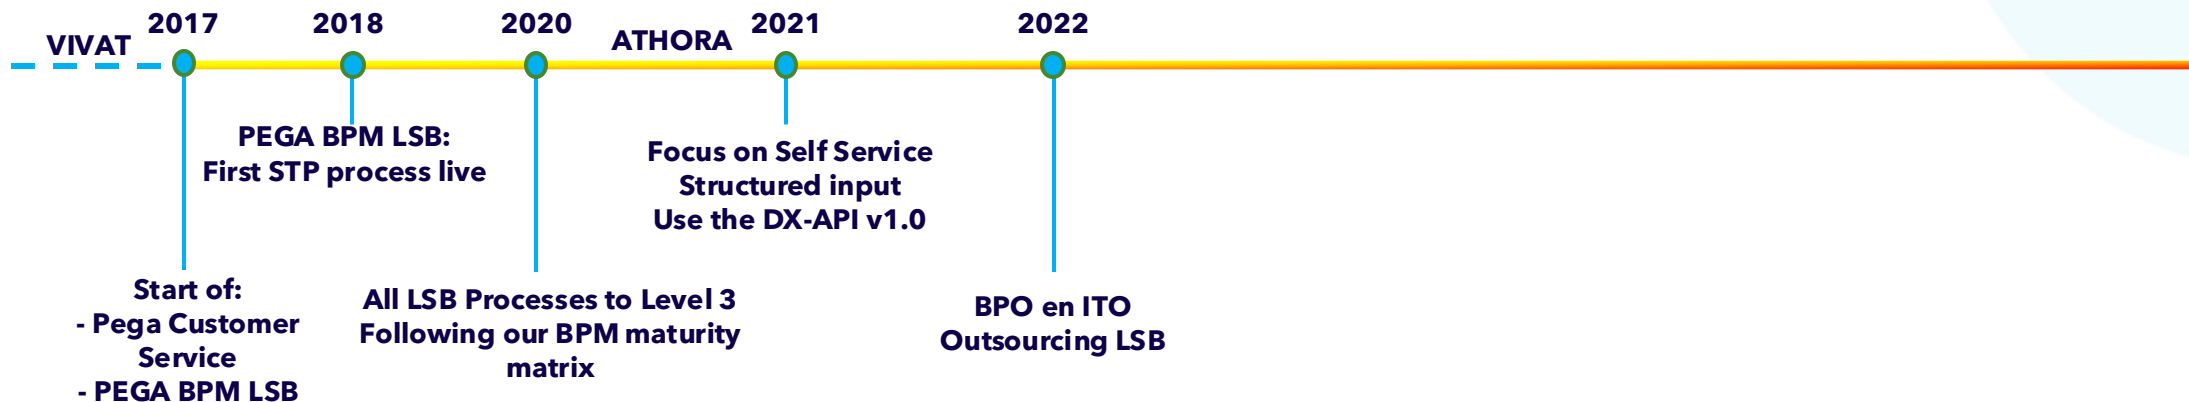 VIVAT
2017
2018
2020
ATHORA
2021
2022
PEGA BPM LSB:
First STP process live
Focus on Self Service
Structured input
Use the DX-API v1.0
Start of:
- Pega Customer
Service
- PEGA BPM LSB
All LSB Processes to Level 3
Following our BPM maturity
matrix
BPO en ITO
Outsourcing LSB